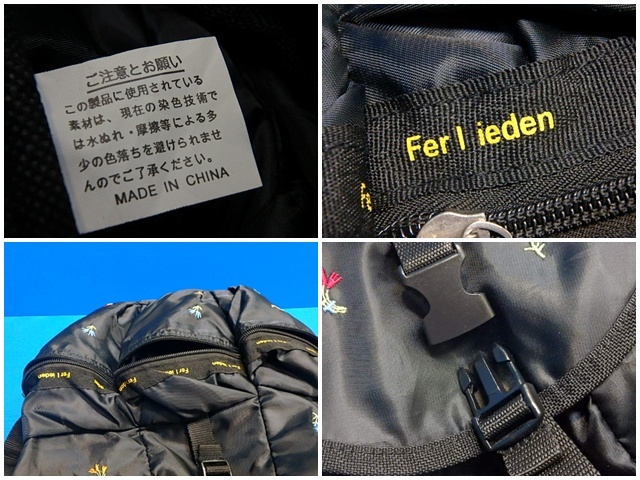 ご注意とお願い
この製品に使用されている
素材は、現在の染色技術で
は水ぬれ・摩擦等による多
少の色落ちを避けられませ
んのでご了承ください。
MADE IN CHINA
Fer l ieden
Fer l ieden
Fer